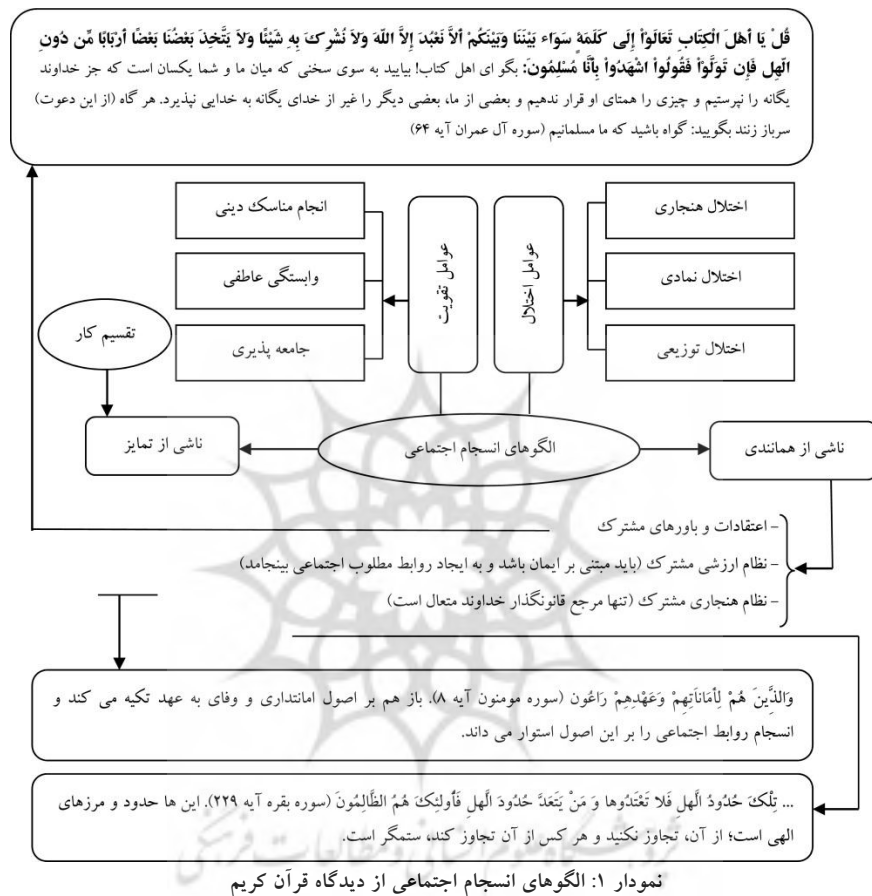 قُلْ يَا أَهْلَ الْكِتَابِ تَعَالَوْاْ إِلَى كَلَمَةٍ سَوَاء بَيْنَنَا وَبَيْنَكُمْ أَلاَّ نَعْبُدَ إِلاَّ اللّهَ وَلاَ نُشْرِكَ بِهِ شَيْئًا وَلاَ يَتَّخِذَ بَعْضُنَا بَعْضًا أَرْبَابًا مِّن دُونِ
الَهِل فَإِن تَوَلَّوْاْ فَقُولُواْ اشْهَدُواْ بِأَنَّا مُسْلِمُونَ: بگو ای اهل کتاب! بیایید به سوی سخنی که میان ما و شما یکسان است که جز خداوند
یگانه را نپرستیم و چیزی را همتای او قرار ندهیم و بعضی از ما، بعضی دیگر را غیر از خدای یگانه به خدایی نپذیرد. هر گاه (از این دعوت)
سرباز زنند بگویید: گواه باشید که ما مسلمانیم (سوره آل عمران آیه ۶۴)
اختلال هنجاری
اختلال نمادی
اختلال توزیعی
عوامل اختلال
عوامل تقویت
انجام مناسک دینی
وابستگی عاطفی
جامعه پذیری
تقسیم کار
ناشی از همانندی
الگوهای انسجام اجتماعی
ناشی از تمایز
- اعتقادات و باورهای مشترک
- نظام ارزشی مشترک (باید مبتنی بر ایمان باشد و به ایجاد روابط مطلوب اجتماعی بینجامد)
- نظام هنجاری مشترک (تنها مرجع قانونگذار خداوند متعال است)
وَالذَّینَ هُمْ لِأَمَانَاتِهِمْ وَعَهْدِهِمْ رَاعُون (سوره مومنون آیه ۸). باز هم بر اصول امانتداری و وفای به عهد تکیه می کند و
انسجام روابط اجتماعی را بر این اصول استوار می داند.
... تِلْکَ حُدُودُ الَهِل فَلا تَعْتَدُوها وَ مَنْ یَتَعَدَّ حُدُودَ الَهِل فَأُولئِکَ هُمُ الظَّالِمُونَ (سوره بقره آیه ۲۲۹). این ها حدود و مرزهای
الهی است؛ از آن، تجاوز نکنید و هر کس از آن تجاوز کند، ستمگر است.
پژوهشگاه علوم انسانی و مطالعات فرهنگی
نمودار ۱: الگوهای انسجام اجتماعی از دیدگاه قرآن کریم